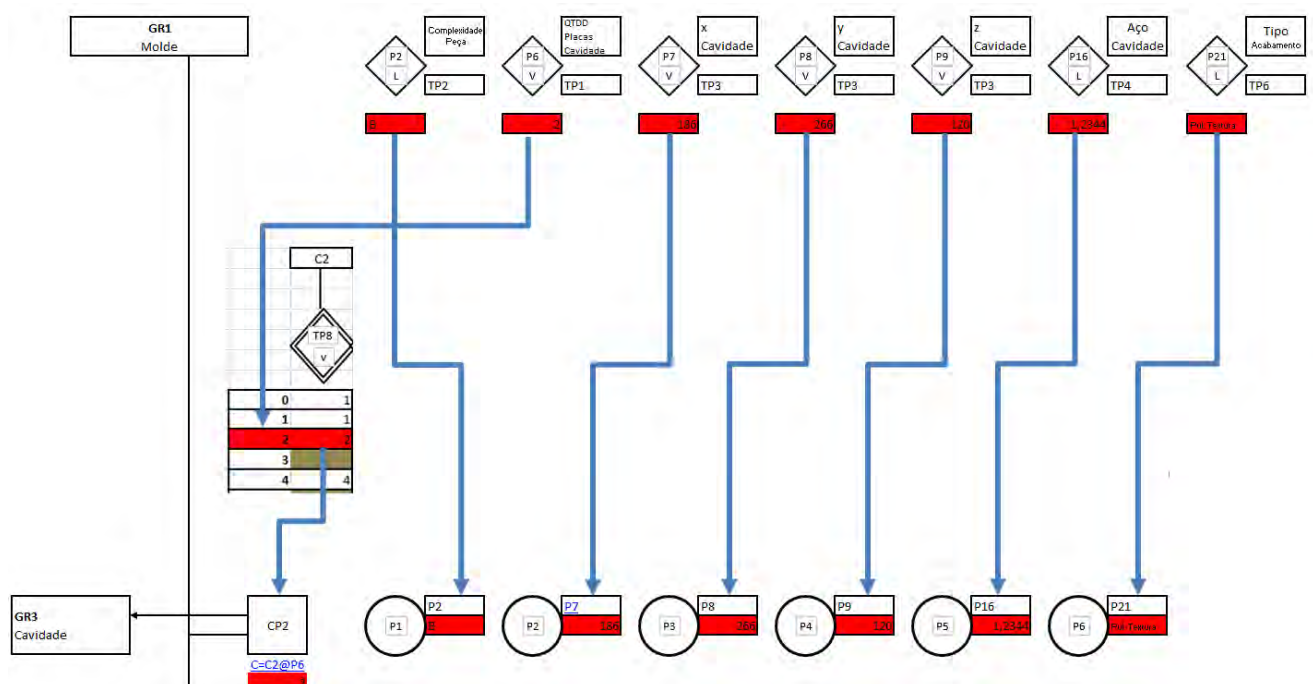 GR1
Molde
P2
L
Complexidade
Peça
TP2
B
P6
V
QTDD
Placas
Cavidade
TP1
2
P7
V
x
Cavidade
TP3
186
P8
V
y
Cavidade
TP3
266
P9
V
z
Cavidade
TP3
120
P16
L
Aço
Cavidade
TP4
1,2344
P21
L
Tipo
Acabamento
TP6
C2
TP8
V
0 1
1 1
2 2
3
4 4
GR3
Cavidade
CP2
C=C2@P6
P1
P2
B
P2
P7
186
P3
P8
266
P4
P9
120
P5
P16
1,2344
P6
P21